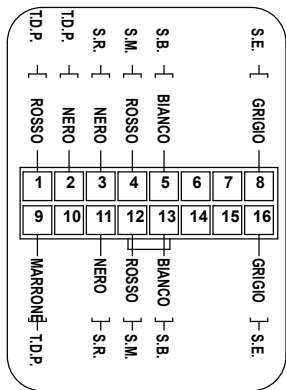 T.D.P. T.D.P. S.R. S.M. S.B. S.E.
ROSSO NERO NERO ROSSO BIANCO GRIGIO
1 2 3 4 5 6 7 8
9 10 11 12 13 14 15 16
MARRONE NERO ROSSO BIANCO GRIGIO
T.D.P. S.R. S.M. S.B. S.E.